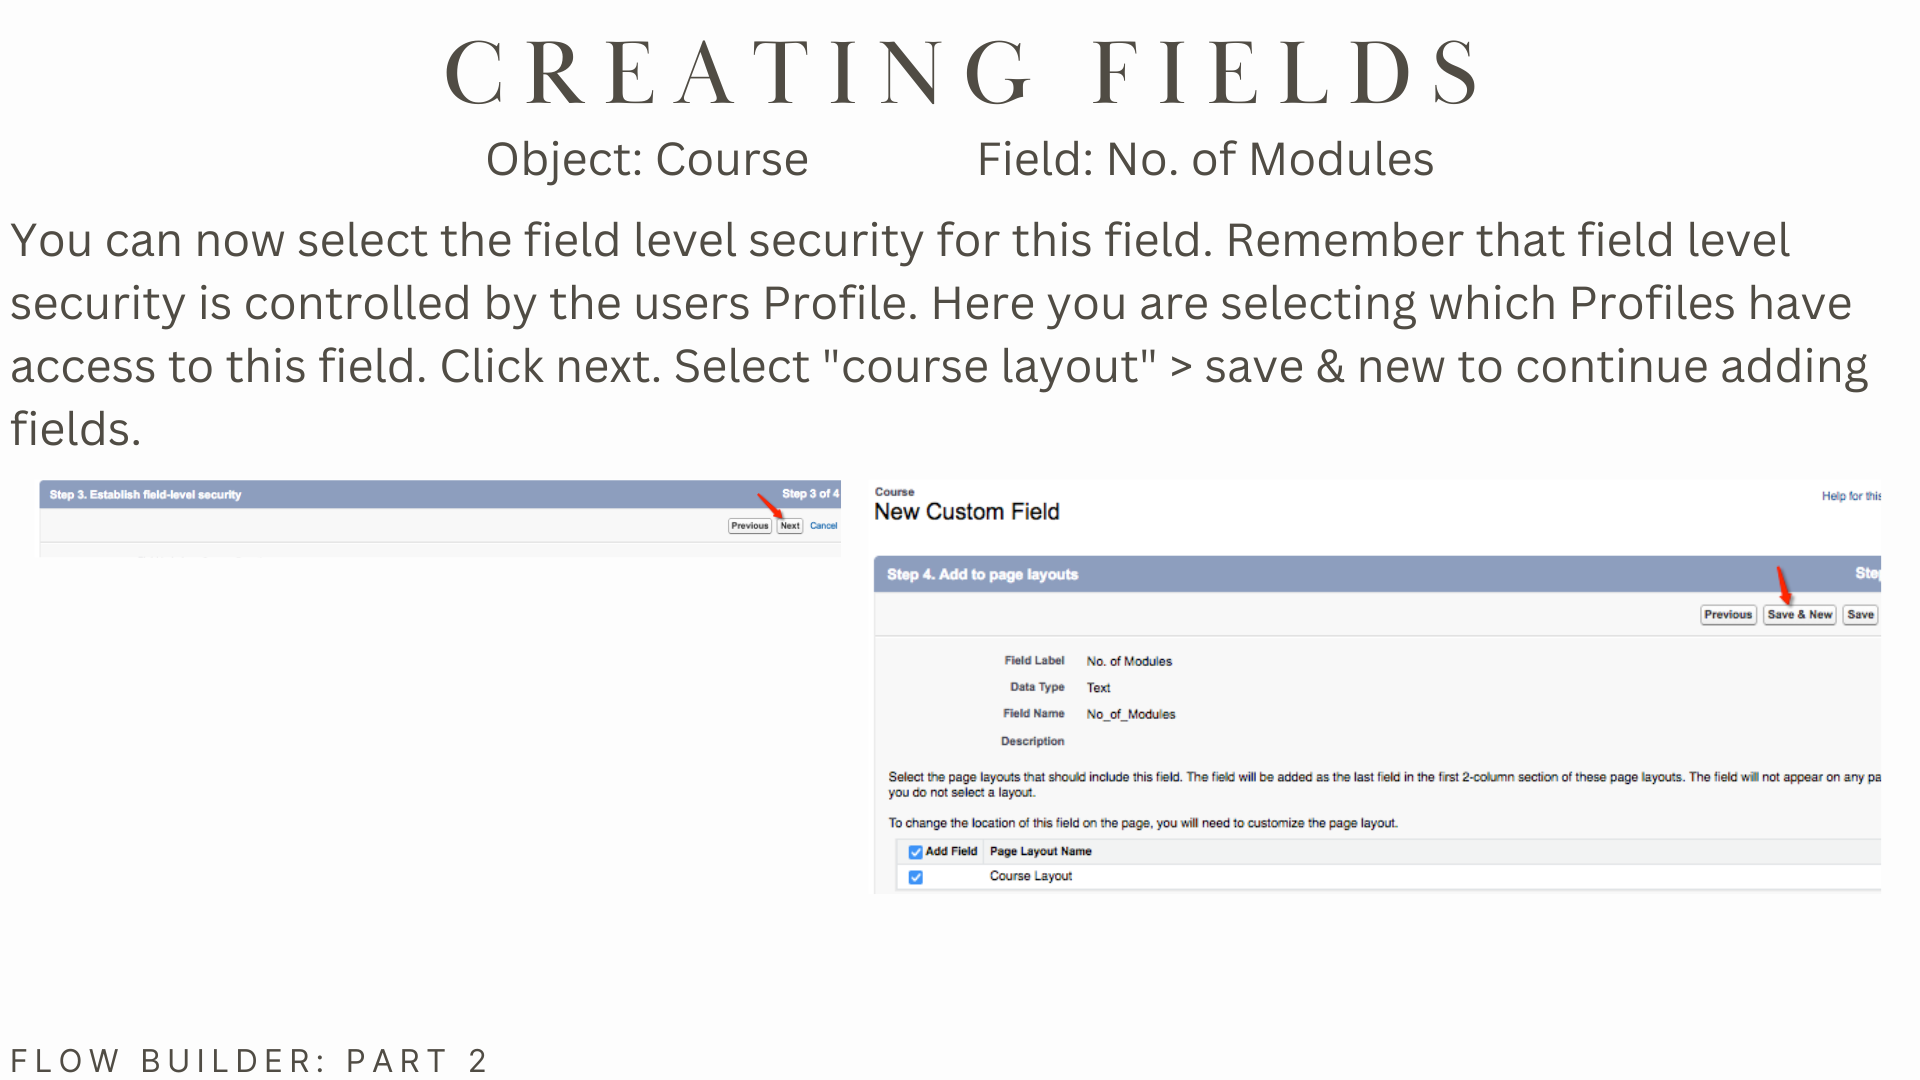 CREATING FIELDS
Object: Course Field: No. of Modules
You can now select the field level security for this field. Remember that field level
security is controlled by the users Profile. Here you are selecting which Profiles have
access to this field. Click next. Select "course layout" > save & new to continue adding
fields.
Step 3. Establish field-level security Step 3 of 4
Previous Next Cancel
Course
New Custom Field
Help for this
Step 4. Add to page layouts Step
Previous Save & New Save
Field Label No. of Modules
Data Type Text
Field Name No_of_Modules
Description
Select the page layouts that should include this field. The field will be added as the last field in the first 2-column section of these page layouts. The field will not appear on any pa
you do not select a layout.
To change the location of this field on the page, you will need to customize the page layout.
Add Field Page Layout Name
Course Layout
FLOW BUILDER: PART 2